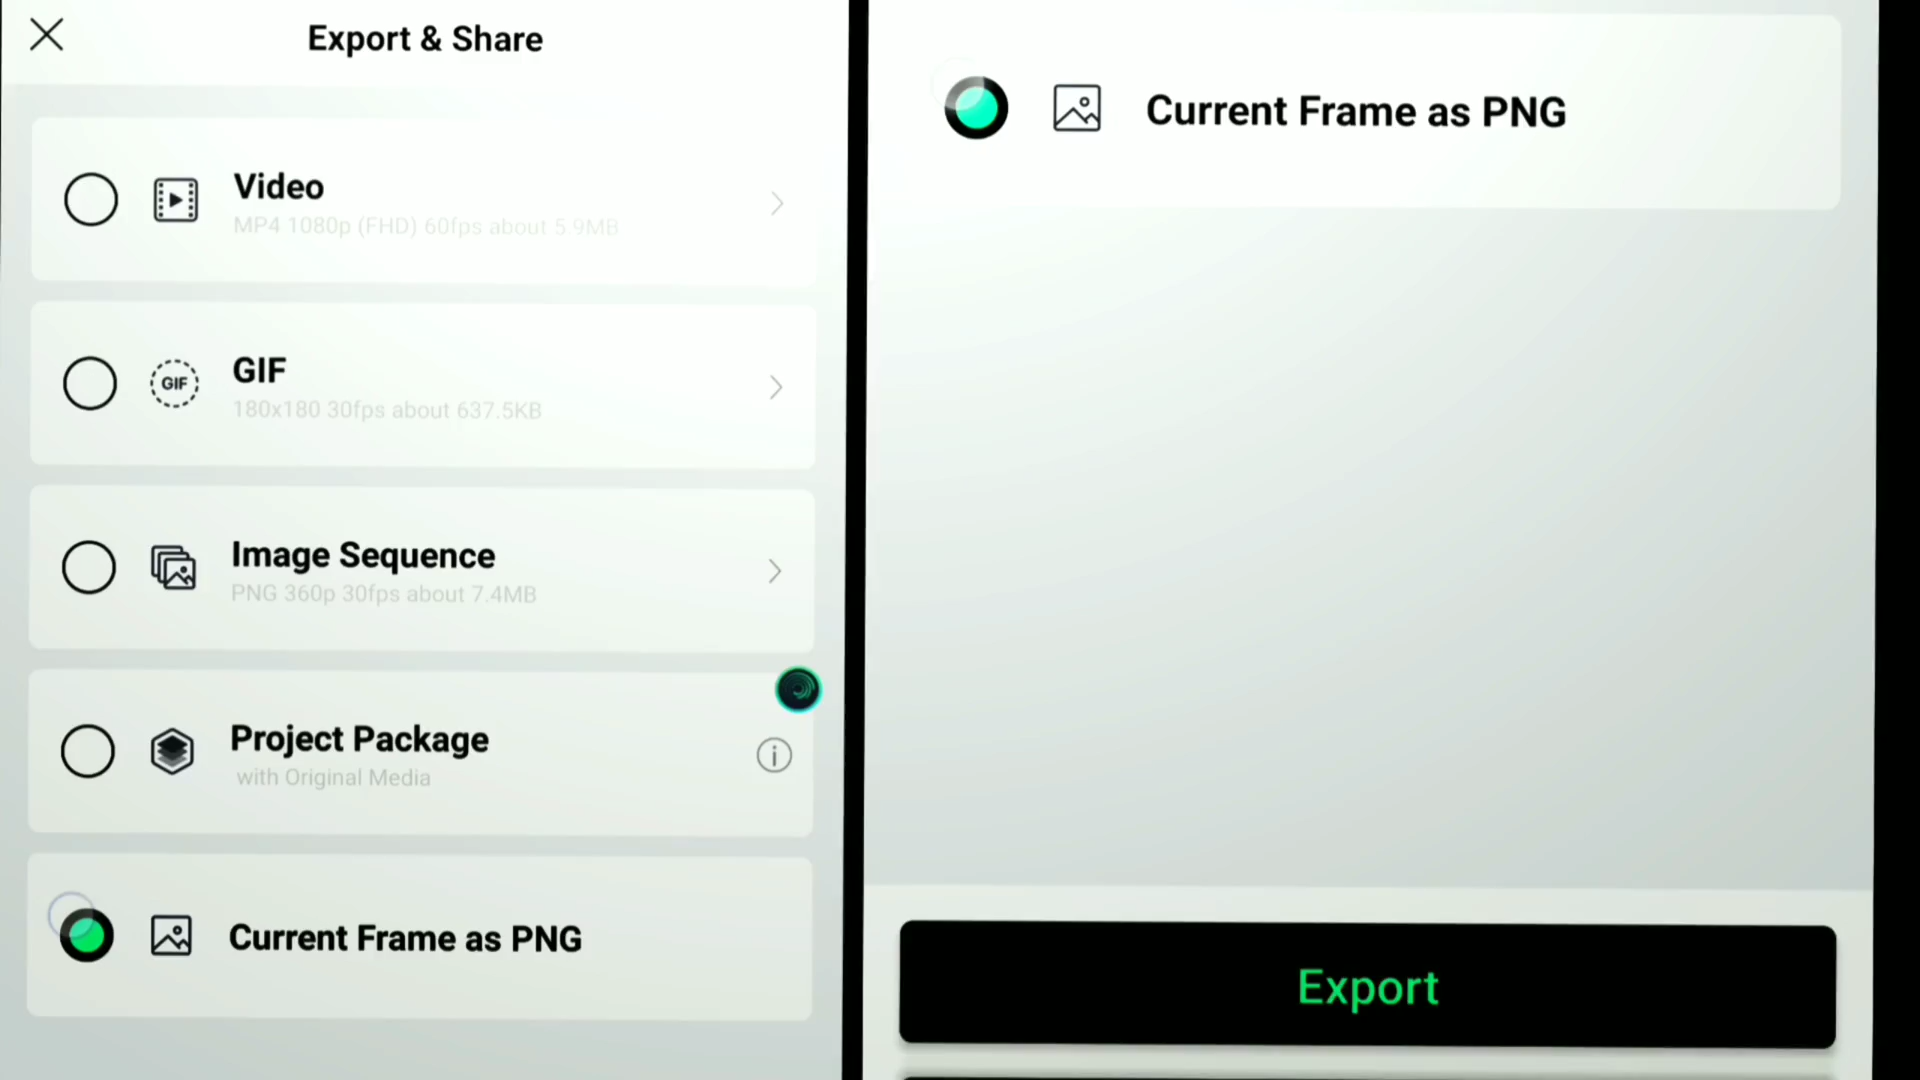 Export & Share
Video
MP4 1080p (FHD) 60fps about 5.9MB
GIF
GIF
180x180 30fps about 637.5KB
Image Sequence
PNG 360p 30fps about 7.4MB
Project Package
with Original Media
Current Frame as PNG
Current Frame as PNG
Export